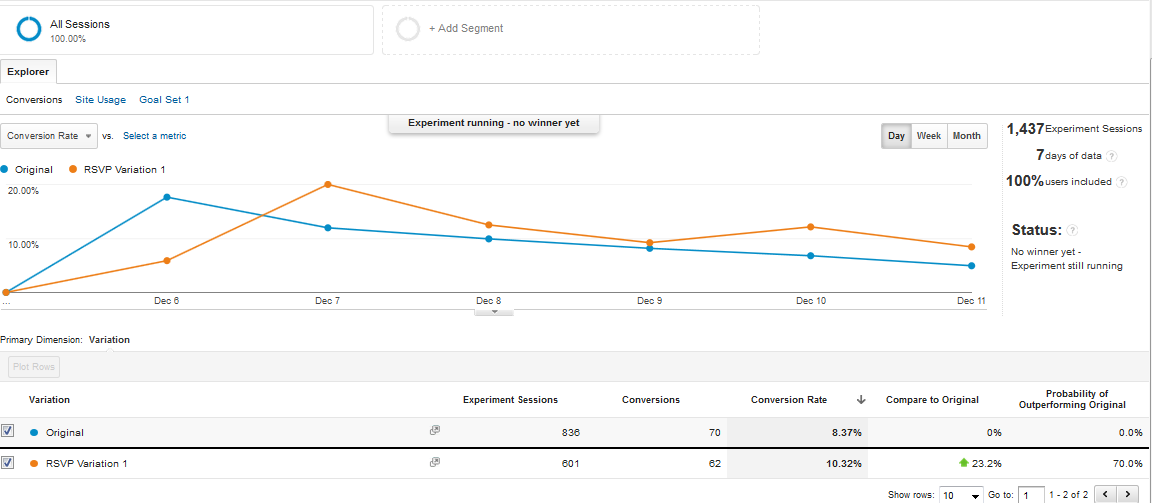 All Sessions
100.00%
+ Add Segment
Explorer
Conversions Site Usage Goal Set 1
Experiment running - no winner yet
Conversion Rate vs. Select a metric
Day Week Month
Original RSVP Variation 1
20.00%
10.00%
... Dec 6 Dec 7 Dec 8 Dec 9 Dec 10 Dec 11
1,437 Experiment Sessions
7 days of data ?
100% users included ?
Status: ?
No winner yet -
Experiment still running
Primary Dimension: Variation
Plot Rows
Variation Experiment Sessions Conversions Conversion Rate Compare to Original Probability of
Outperforming Original
Original 836 70 8.37% 0% 0.0%
RSVP Variation 1 601 62 10.32% 23.2% 70.0%
Show rows: 10 Go to: 1 1 - 2 of 2